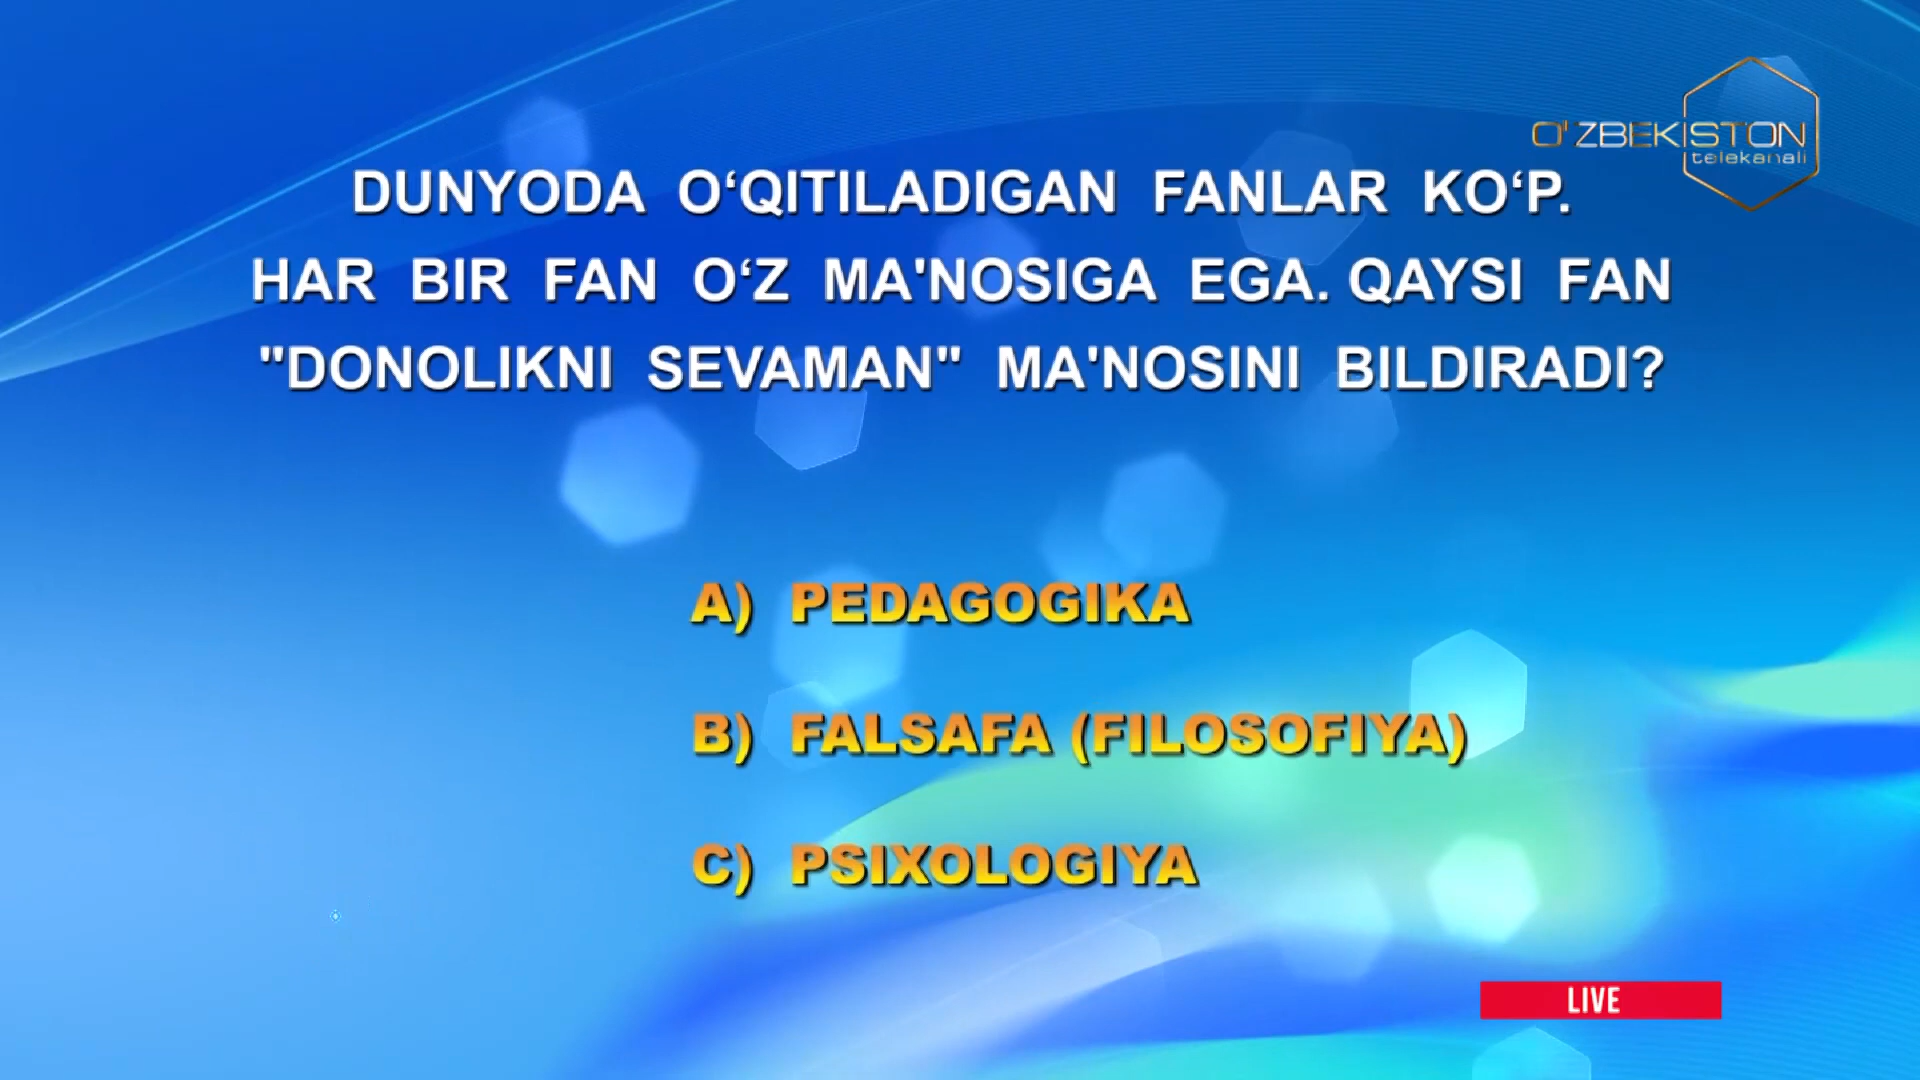 O'ZBEKISTON
telekanali
DUNYODA O‘QITILADIGAN FANLAR KO‘P.
HAR BIR FAN O‘Z MA'NOSIGA EGA. QAYSI FAN
"DONOLIKNI SEVAMAN" MA'NOSINI BILDIRADI?
A) PEDAGOGIKA
B) FALSAFA (FILOSOFIYA)
C) PSIXOLOGIYA
LIVE